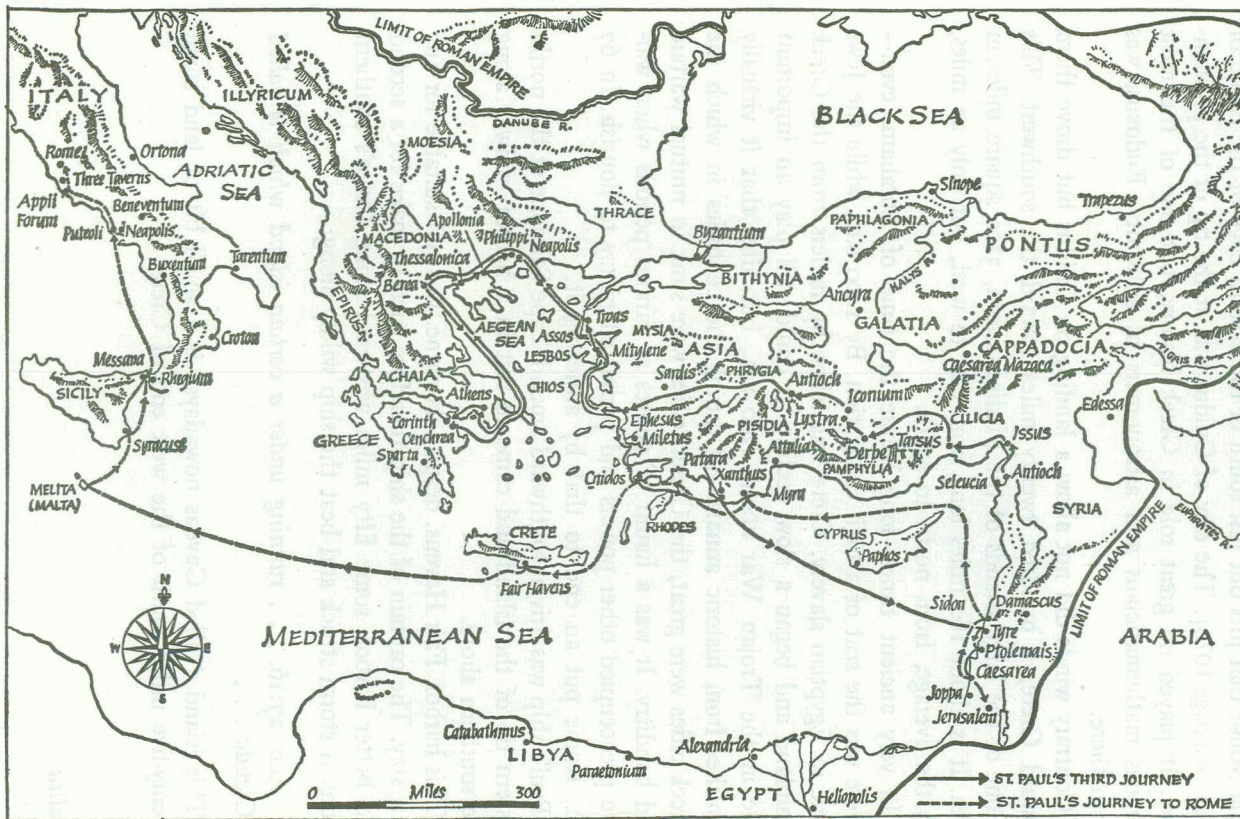 LIMIT OF ROMAN EMPIRE
ITALY
ILLYRICUM
BLACK SEA
DANUBE R.
MOESIA
Rome
Ortona
ADRIATIC
SEA
Three Taverns
Appii
Forum
Beneventum
Neapolis
Puteoli
Buxentum
Tarentum
Sinope
Trapezus
THRACE
PAPHLAGONIA
Apollonia
MACEDONIA
Philippi
Neapolis
Thessalonica
Byzantium
PONTUS
BITHYNIA
HALYS R.
Berea
EPIRUS
Ancyra
GALATIA
Troas
AEGEAN
SEA
Assos
MYSIA
LESBOS
Mitylene
ASIA
CAPPADOCIA
Caesarea Mazaca
Croton
Messana
Rhegium
SICILY
ACHAIA
CHIOS
Sardis
PHRYGIA
Antioch
Iconium
Edessa
Athens
Corinth
Cenchrea
GREECE
Sparta
Ephesus
Miletus
PISIDIA
Lystra
CILICIA
Attalia
Derbe
Tarsus
Issus
PAMPHYLIA
Syracuse
MELITA
(MALTA)
Patara
Xanthus
Myra
Cnidos
RHODES
Seleucia
Antioch
SYRIA
CYPRUS
Paphos
EUPHRATES R.
CRETE
Fair Havens
LIMIT OF ROMAN EMPIRE
N
W
E
S
MEDITERRANEAN SEA
Sidon
Damascus
Tyre
Ptolemais
Caesarea
Joppa
Jerusalem
ARABIA
Catabathmus
LIBYA
Paraetonium
Alexandria
EGYPT
Heliopolis
0 Miles 300
ST. PAUL'S THIRD JOURNEY
ST. PAUL'S JOURNEY TO ROME